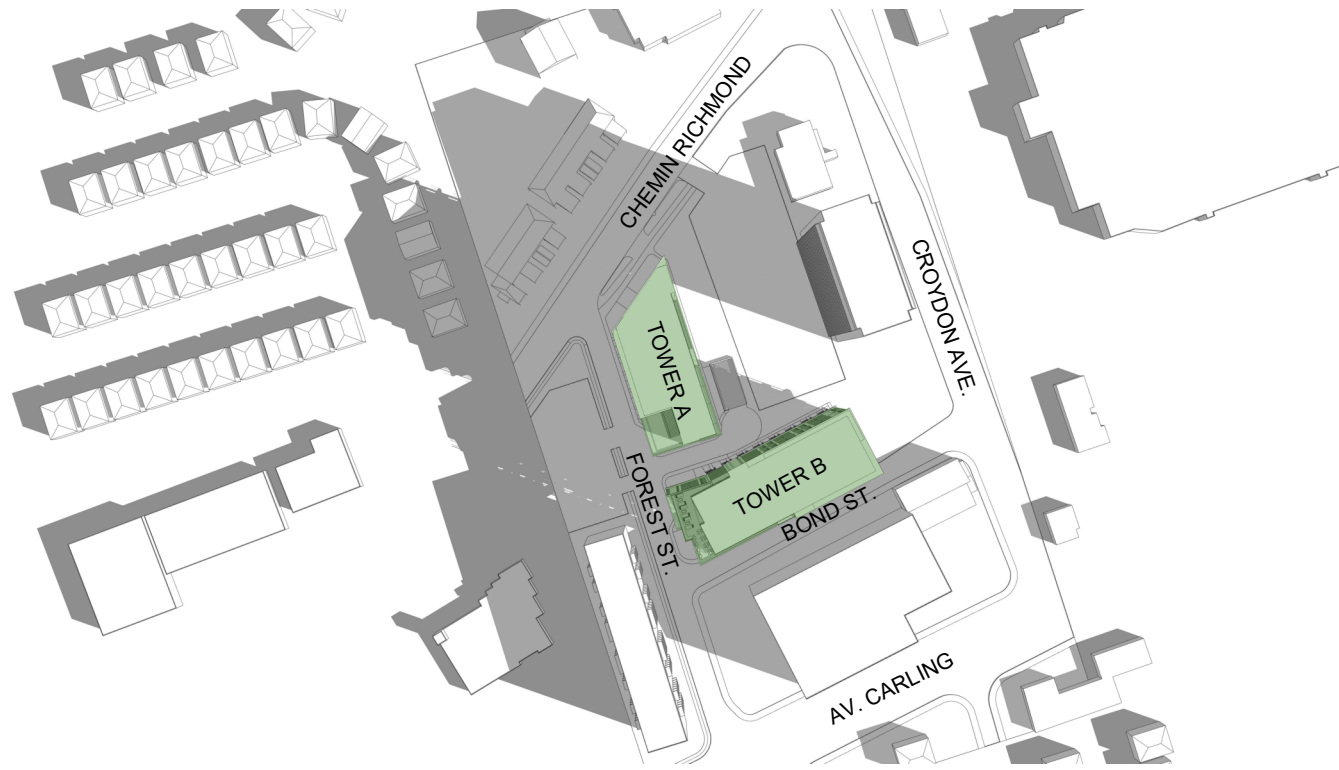 CHEMIN RICHMOND
CROYDON AVE.
TOWER A
FOREST ST.
TOWER B
BOND ST.
AV. CARLING